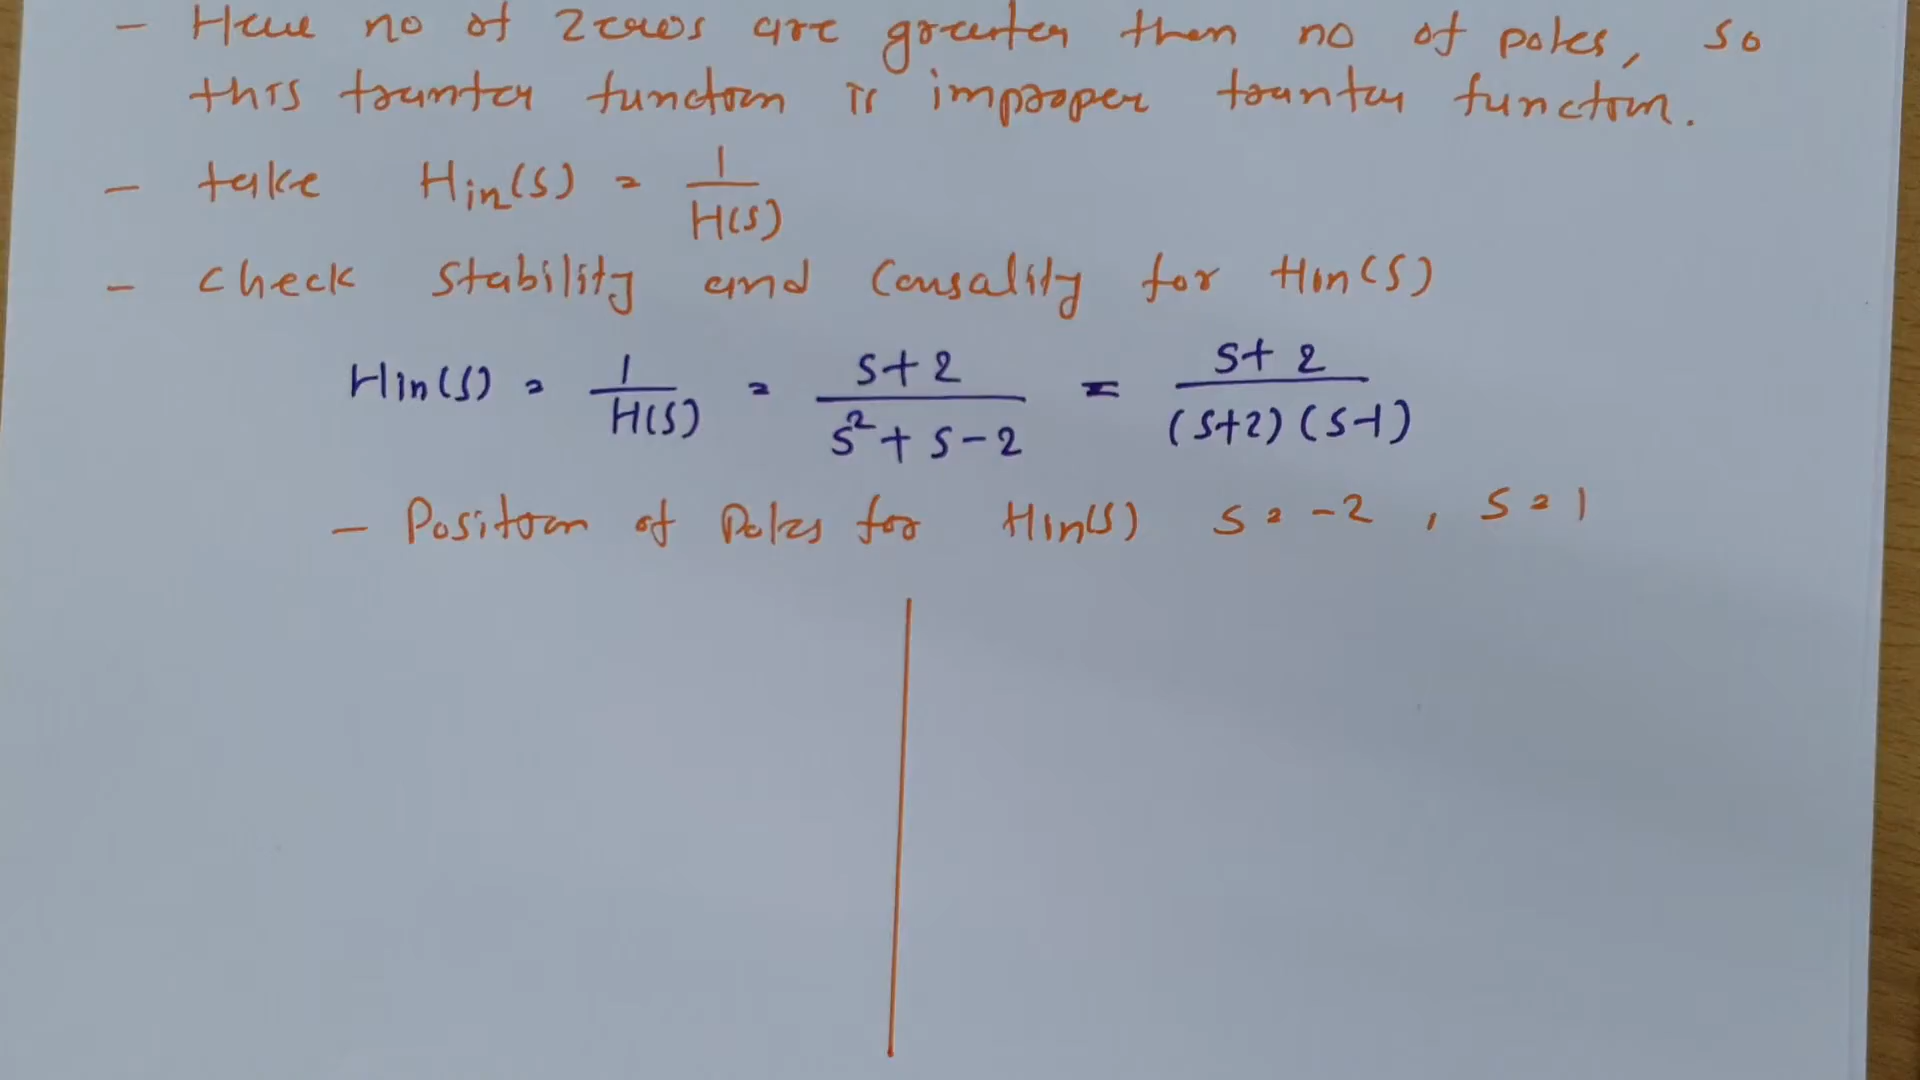 - Here no of zeros are greater then no of poles, so
this transfer function is improper transfer function.
- take Hin(s) = 1/H(s)
- check stability and causality for Hin(s)
Hin(s) = 1/H(s) = (s+2)/(s²+s-2) = (s+2)/((s+2)(s-1))
- Position of Poles for Hin(s) s = -2 , s = 1